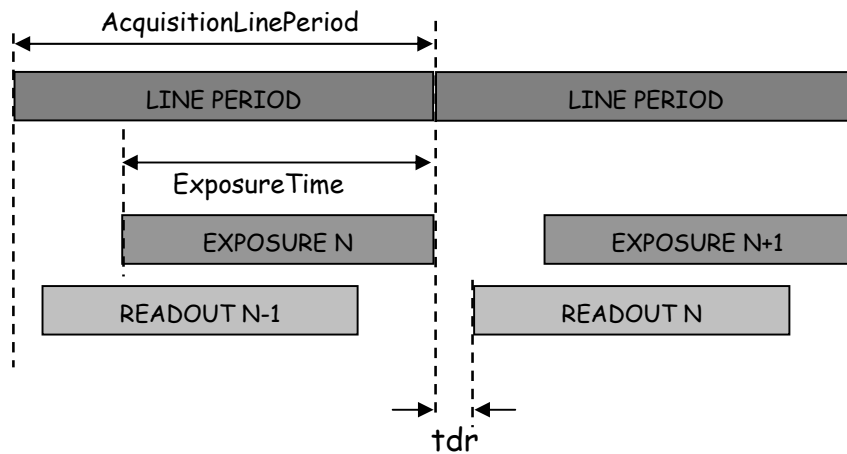 AcquisitionLinePeriod
LINE PERIOD LINE PERIOD
ExposureTime
EXPOSURE N EXPOSURE N+1
READOUT N-1 READOUT N
tdr